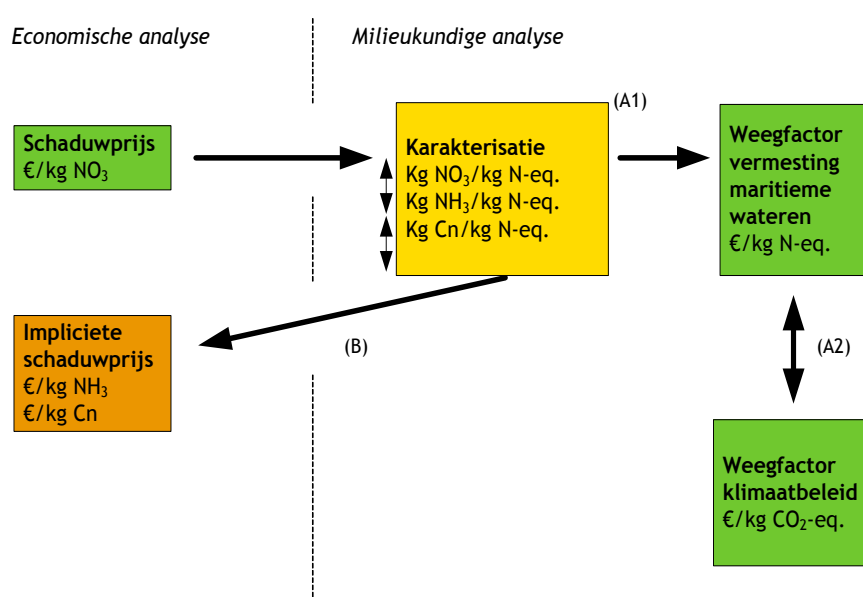 Economische analyse
Milieukundige analyse
Schaduwprijs
€/kg NO₃
(A1)
Karakterisatie
Kg NO₃/kg N-eq.
Kg NH₃/kg N-eq.
Kg Cn/kg N-eq.
Weegfactor
vermesting
maritieme
wateren
€/kg N-eq.
Impliciete
schaduwprijs
€/kg NH₃
€/kg Cn
(B)
(A2)
Weegfactor
klimaatbeleid
€/kg CO₂-eq.